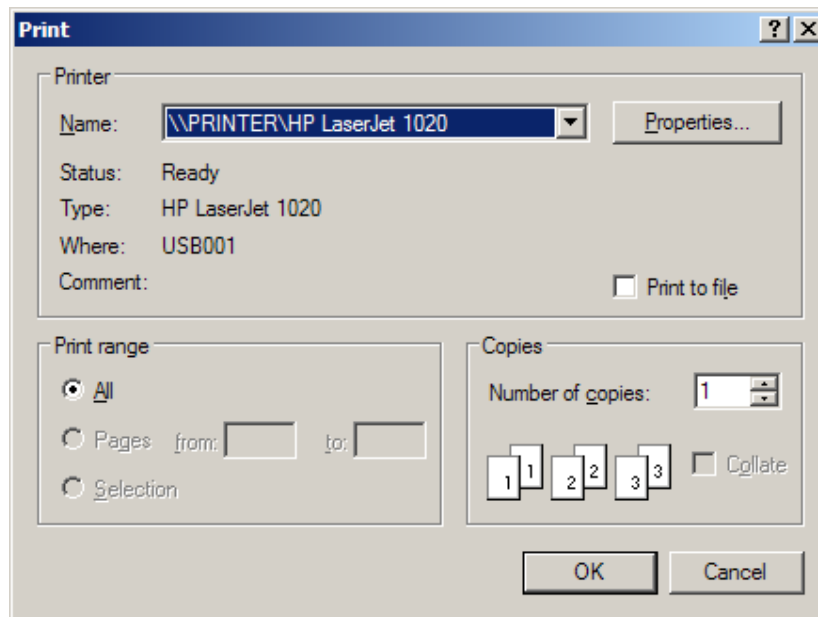 Print
Printer
Name: \\PRINTER\HP LaserJet 1020 Properties...
Status: Ready
Type: HP LaserJet 1020
Where: USB001
Comment: Print to file
Print range
All
Pages from: to:
Selection
Copies
Number of copies: 1
1 1 2 2 3 3 Collate
OK Cancel